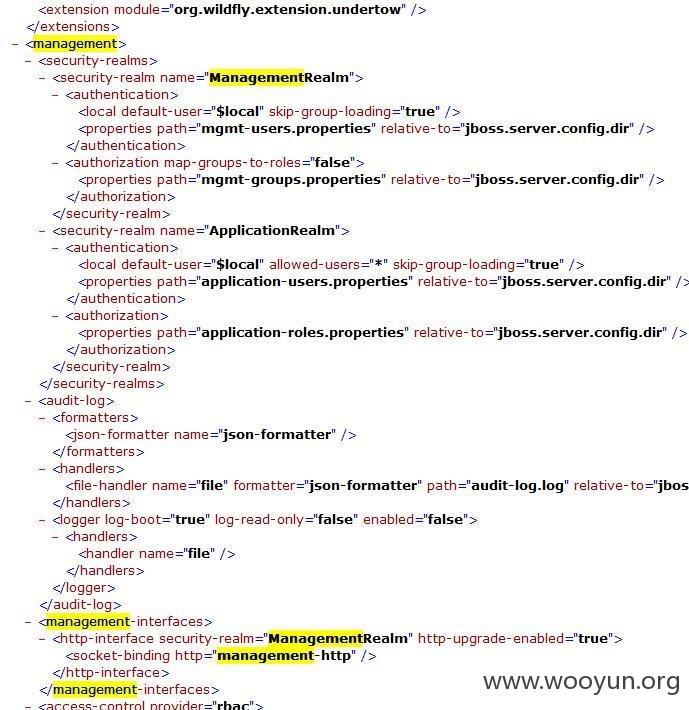 <extension module="org.wildfly.extension.undertow" />
</extensions>
– <management>
– <security-realms>
– <security-realm name="ManagementRealm">
– <authentication>
<local default-user="$local" skip-group-loading="true" />
<properties path="mgmt-users.properties" relative-to="jboss.server.config.dir" />
</authentication>
– <authorization map-groups-to-roles="false">
<properties path="mgmt-groups.properties" relative-to="jboss.server.config.dir" />
</authorization>
</security-realm>
– <security-realm name="ApplicationRealm">
– <authentication>
<local default-user="$local" allowed-users="*" skip-group-loading="true" />
<properties path="application-users.properties" relative-to="jboss.server.config.dir" />
</authentication>
– <authorization>
<properties path="application-roles.properties" relative-to="jboss.server.config.dir" />
</authorization>
</security-realm>
</security-realms>
– <audit-log>
– <formatters>
<json-formatter name="json-formatter" />
</formatters>
– <handlers>
<file-handler name="file" formatter="json-formatter" path="audit-log.log" relative-to="jbos
</handlers>
– <logger log-boot="true" log-read-only="false" enabled="false">
– <handlers>
<handler name="file" />
</handlers>
</logger>
</audit-log>
– <management-interfaces>
– <http-interface security-realm="ManagementRealm" http-upgrade-enabled="true">
<socket-binding http="management-http" />
</http-interface>
</management-interfaces>
– <access-control provider="rbac">
www.wooyun.org